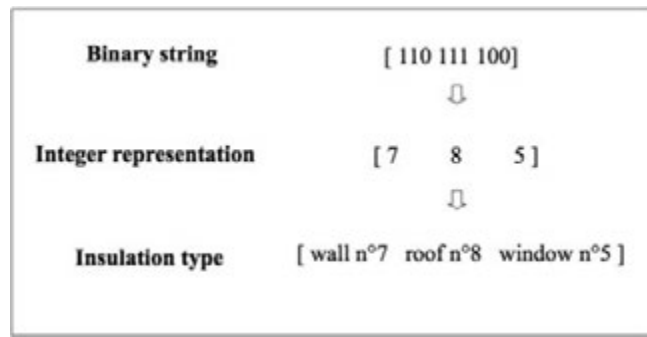 Binary string [ 110 111 100]
⇩
Integer representation [ 7 8 5 ]
⇩
Insulation type [ wall n°7 roof n°8 window n°5 ]